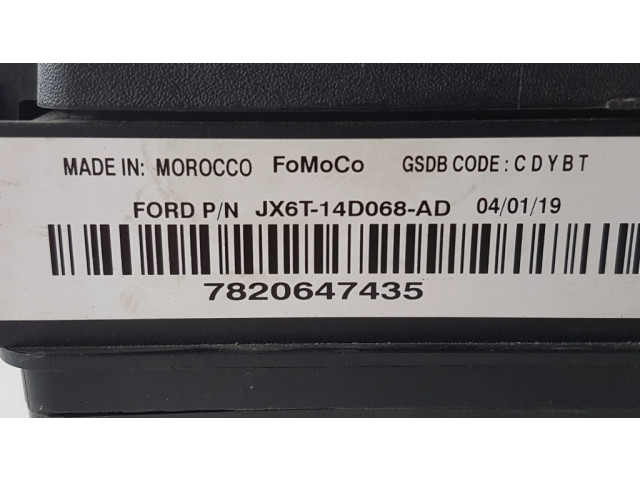 MADE IN: MOROCCO FoMoCo GSDB CODE: C D Y B T
FORD P/N JX6T-14D068-AD 04/01/19
7820647435